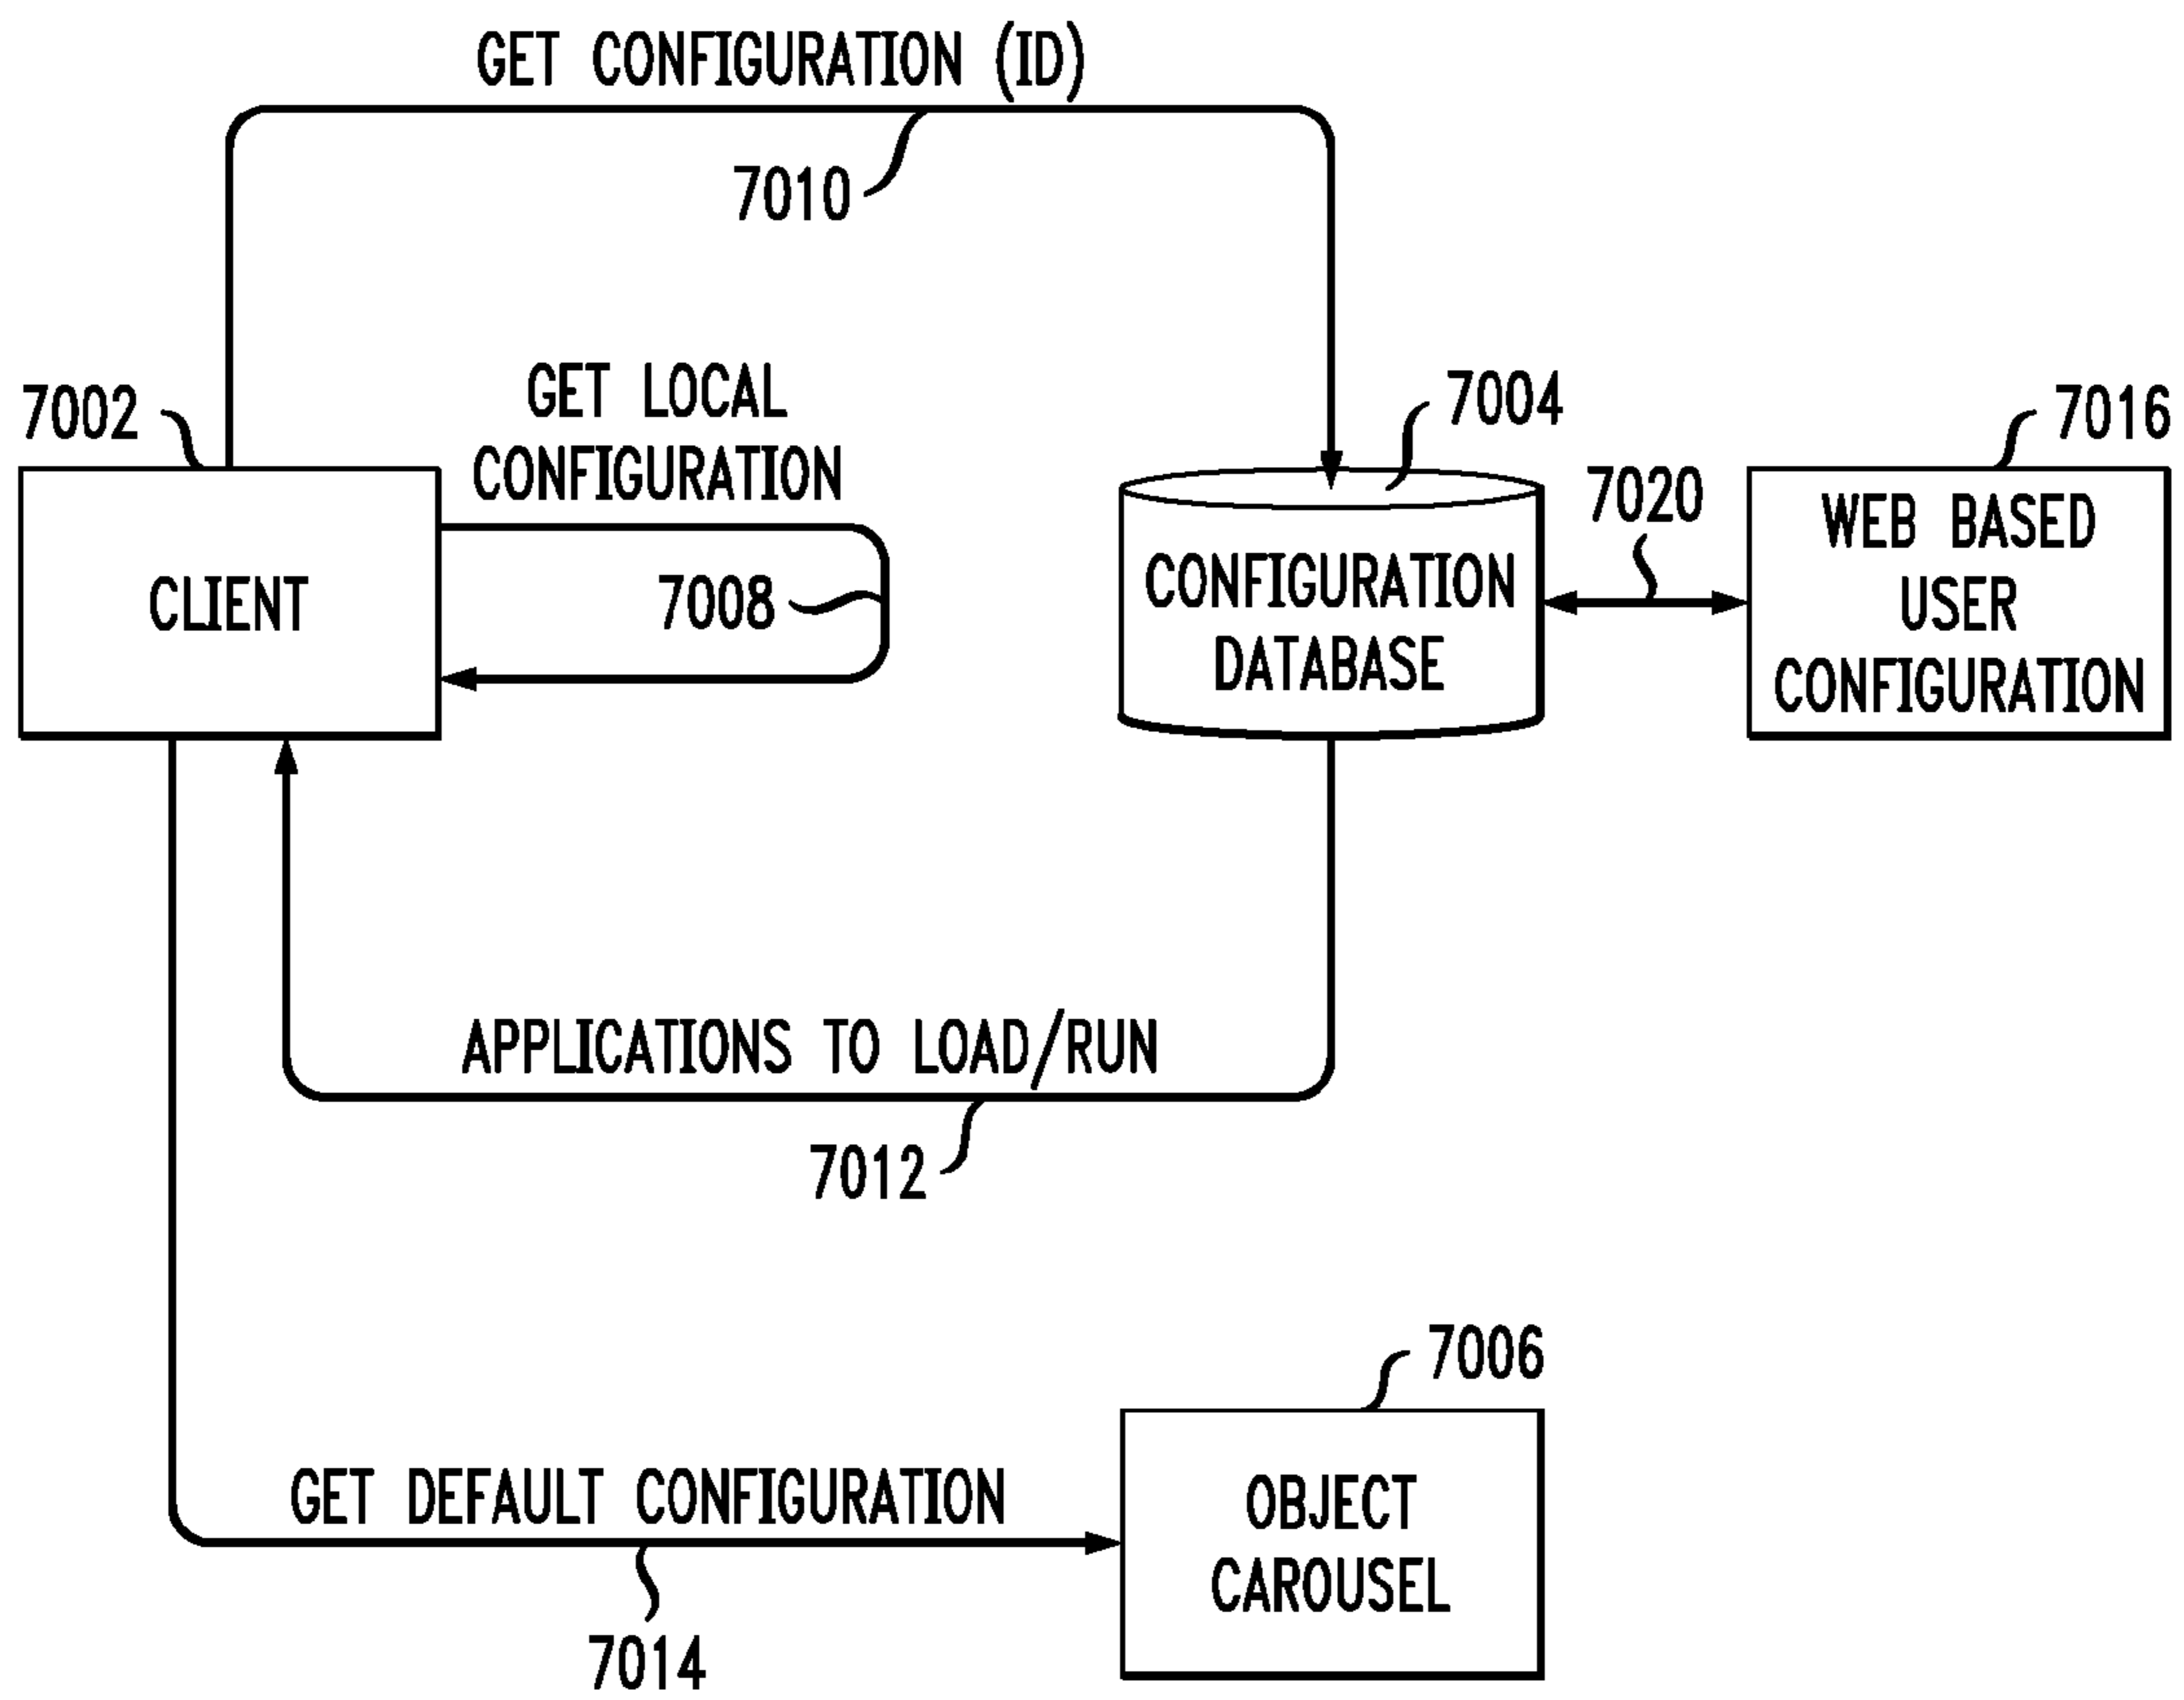 GET CONFIGURATION (ID)
7010
GET LOCAL
CONFIGURATION
7002
7004
7016
7020
CLIENT
7008
CONFIGURATION
DATABASE
WEB BASED
USER
CONFIGURATION
APPLICATIONS TO LOAD/RUN
7012
7006
GET DEFAULT CONFIGURATION
OBJECT
CAROUSEL
7014